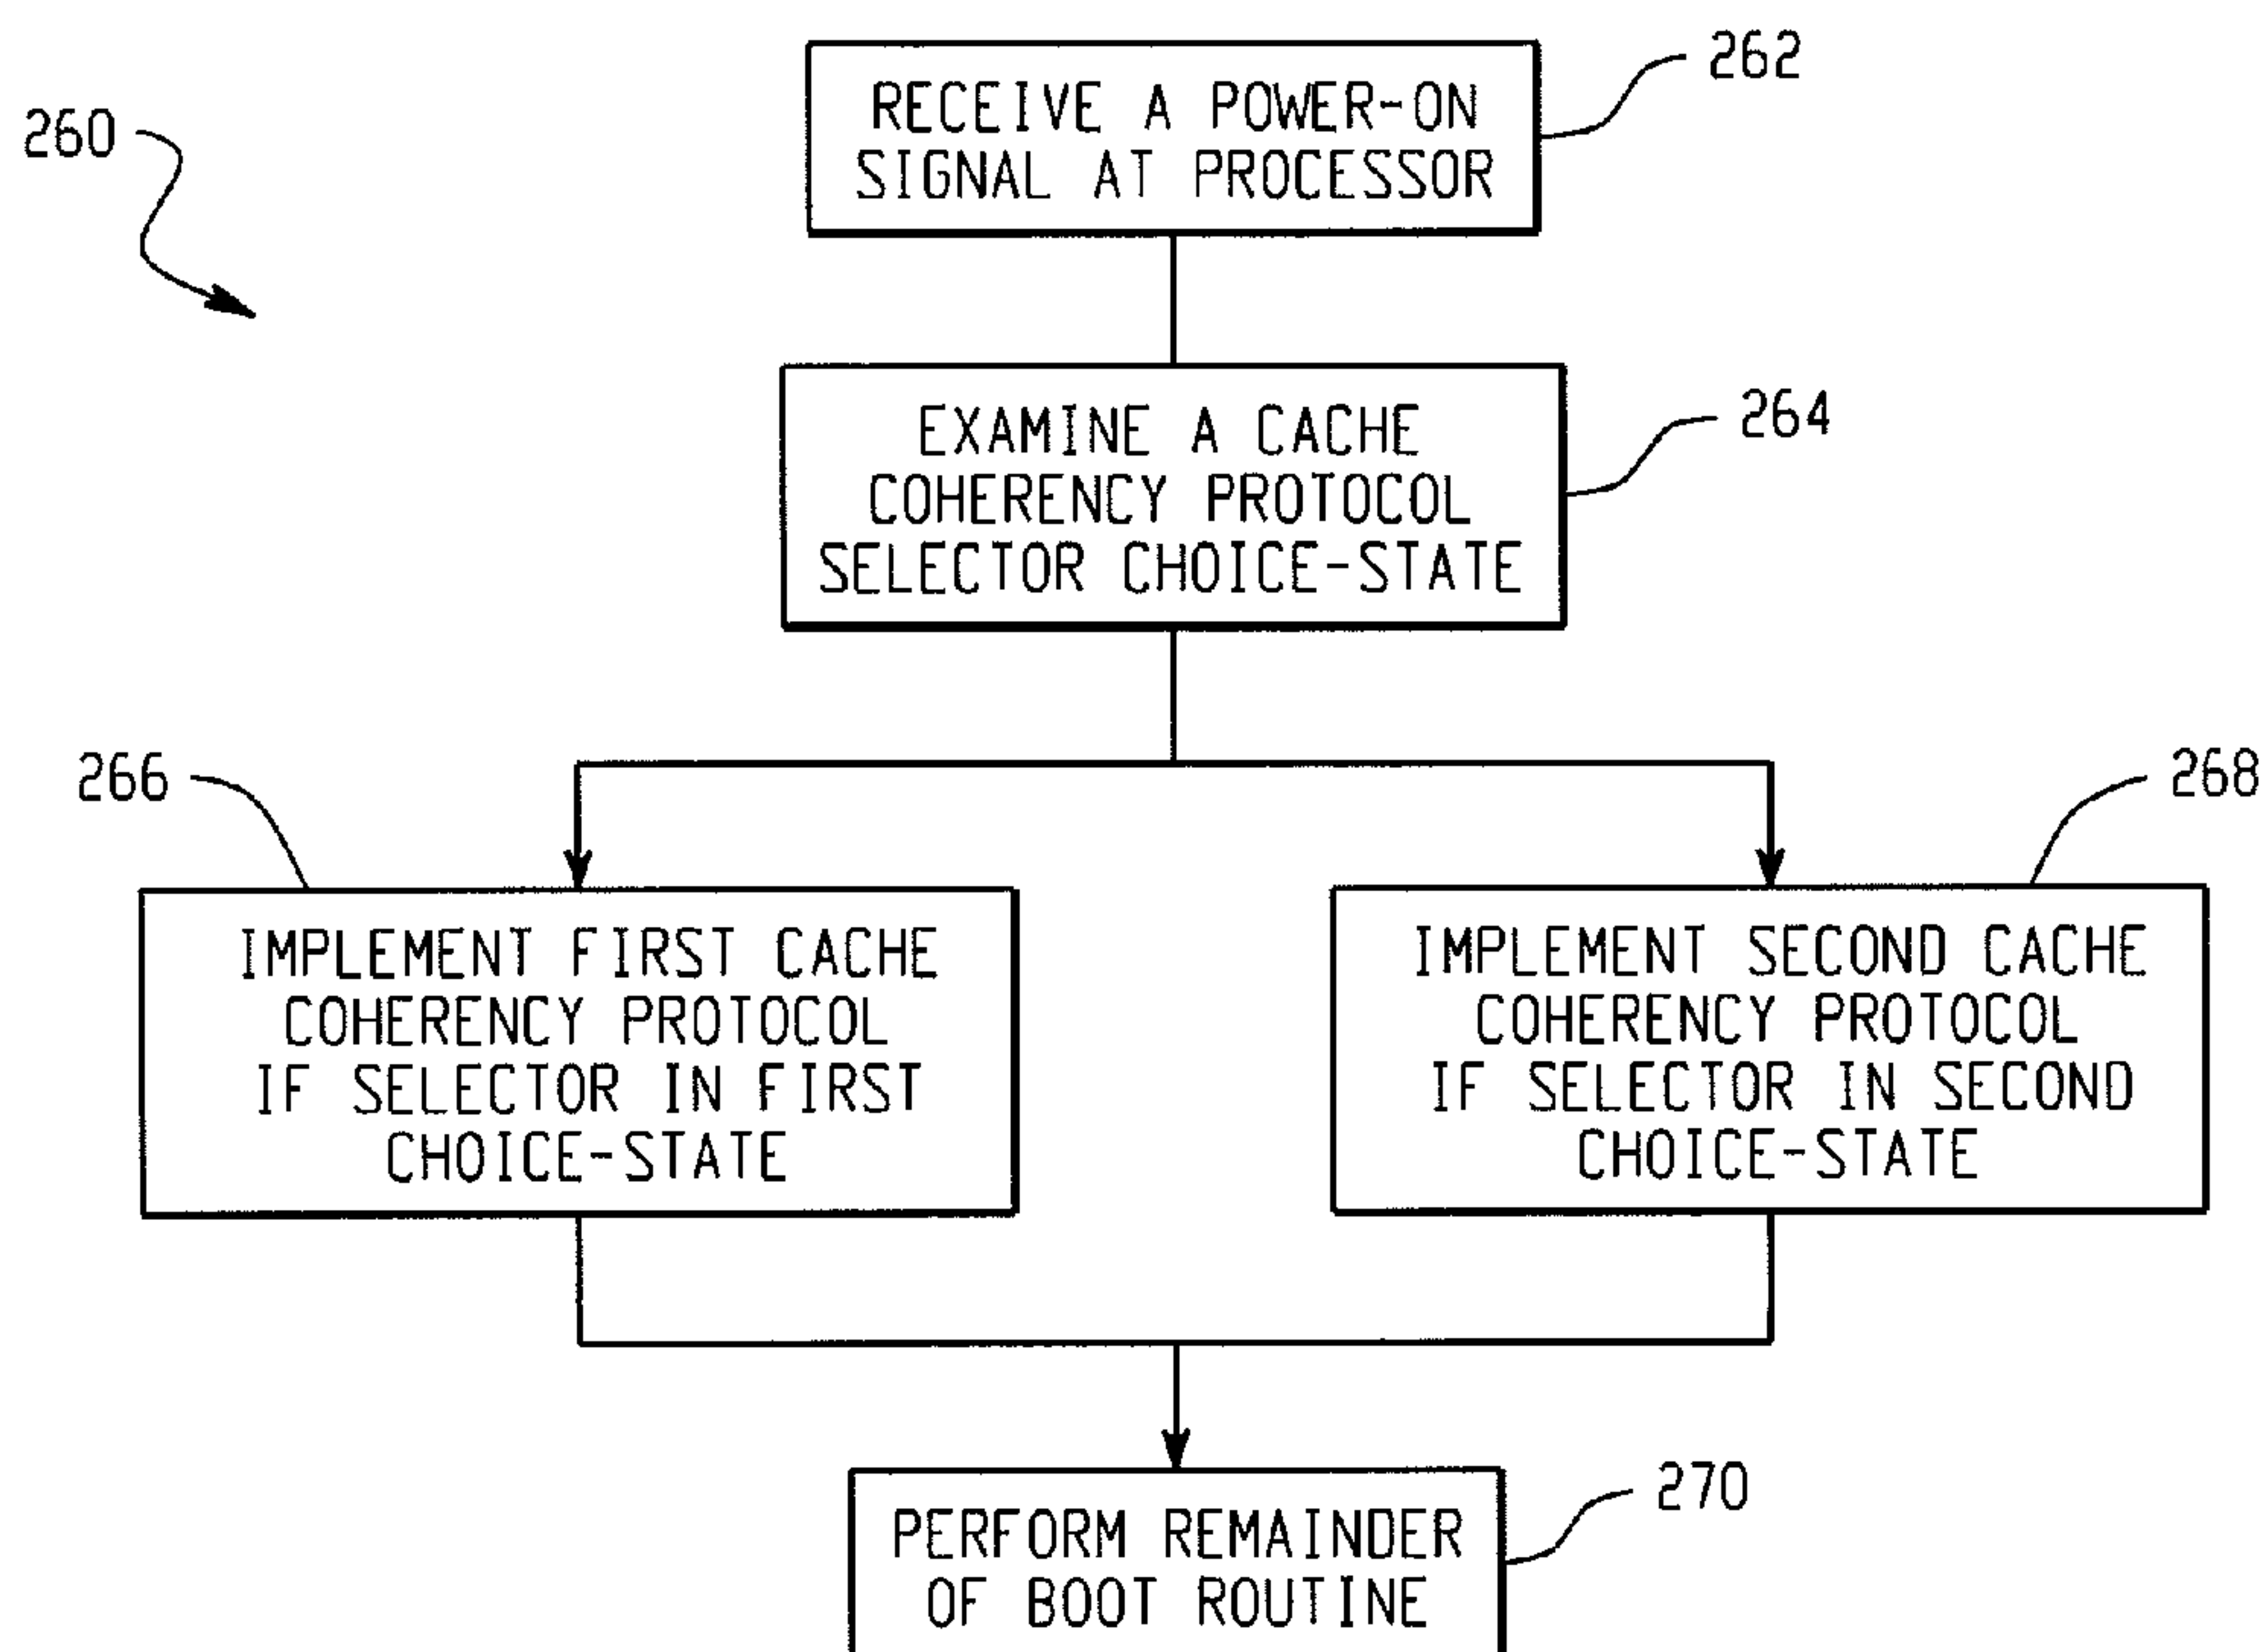 262
RECEIVE A POWER-ON
SIGNAL AT PROCESSOR
260
264
EXAMINE A CACHE
COHERENCY PROTOCOL
SELECTOR CHOICE-STATE
266
268
IMPLEMENT FIRST CACHE
COHERENCY PROTOCOL
IF SELECTOR IN FIRST
CHOICE-STATE
IMPLEMENT SECOND CACHE
COHERENCY PROTOCOL
IF SELECTOR IN SECOND
CHOICE-STATE
270
PERFORM REMAINDER
OF BOOT ROUTINE